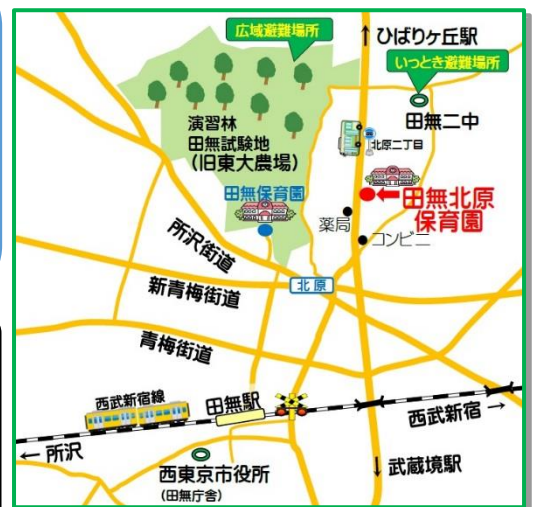 広域避難場所
↑ ひばりヶ丘駅
いっとき避難場所
田無二中
演習林
田無試験地
(旧東大農場)
北原二丁目
田無保育園
←田無北原
保育園
薬局
コンビニ
所沢街道
北原
新青梅街道
青梅街道
西武新宿線
田無駅
西武新宿 →
← 所沢
西東京市役所
(田無庁舎)
↓ 武蔵境駅